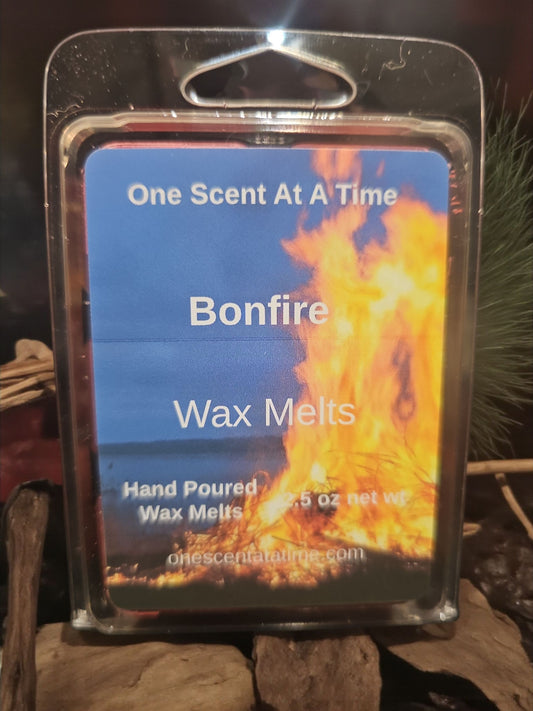 One Scent At A Time
Bonfire
Wax Melts
Hand Poured
Wax Melts
2.5 oz net wt
onescentatatime.com